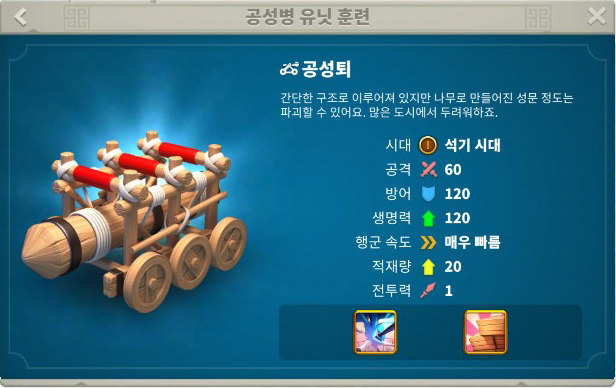 공성병 유닛 훈련
공성퇴
간단한 구조로 이루어져 있지만 나무로 만들어진 성문 정도는
파괴할 수 있어요. 많은 도시에서 두려워하죠.
시대 I 석기 시대
공격 60
방어 120
생명력 120
행군 속도 매우 빠름
적재량 20
전투력 1